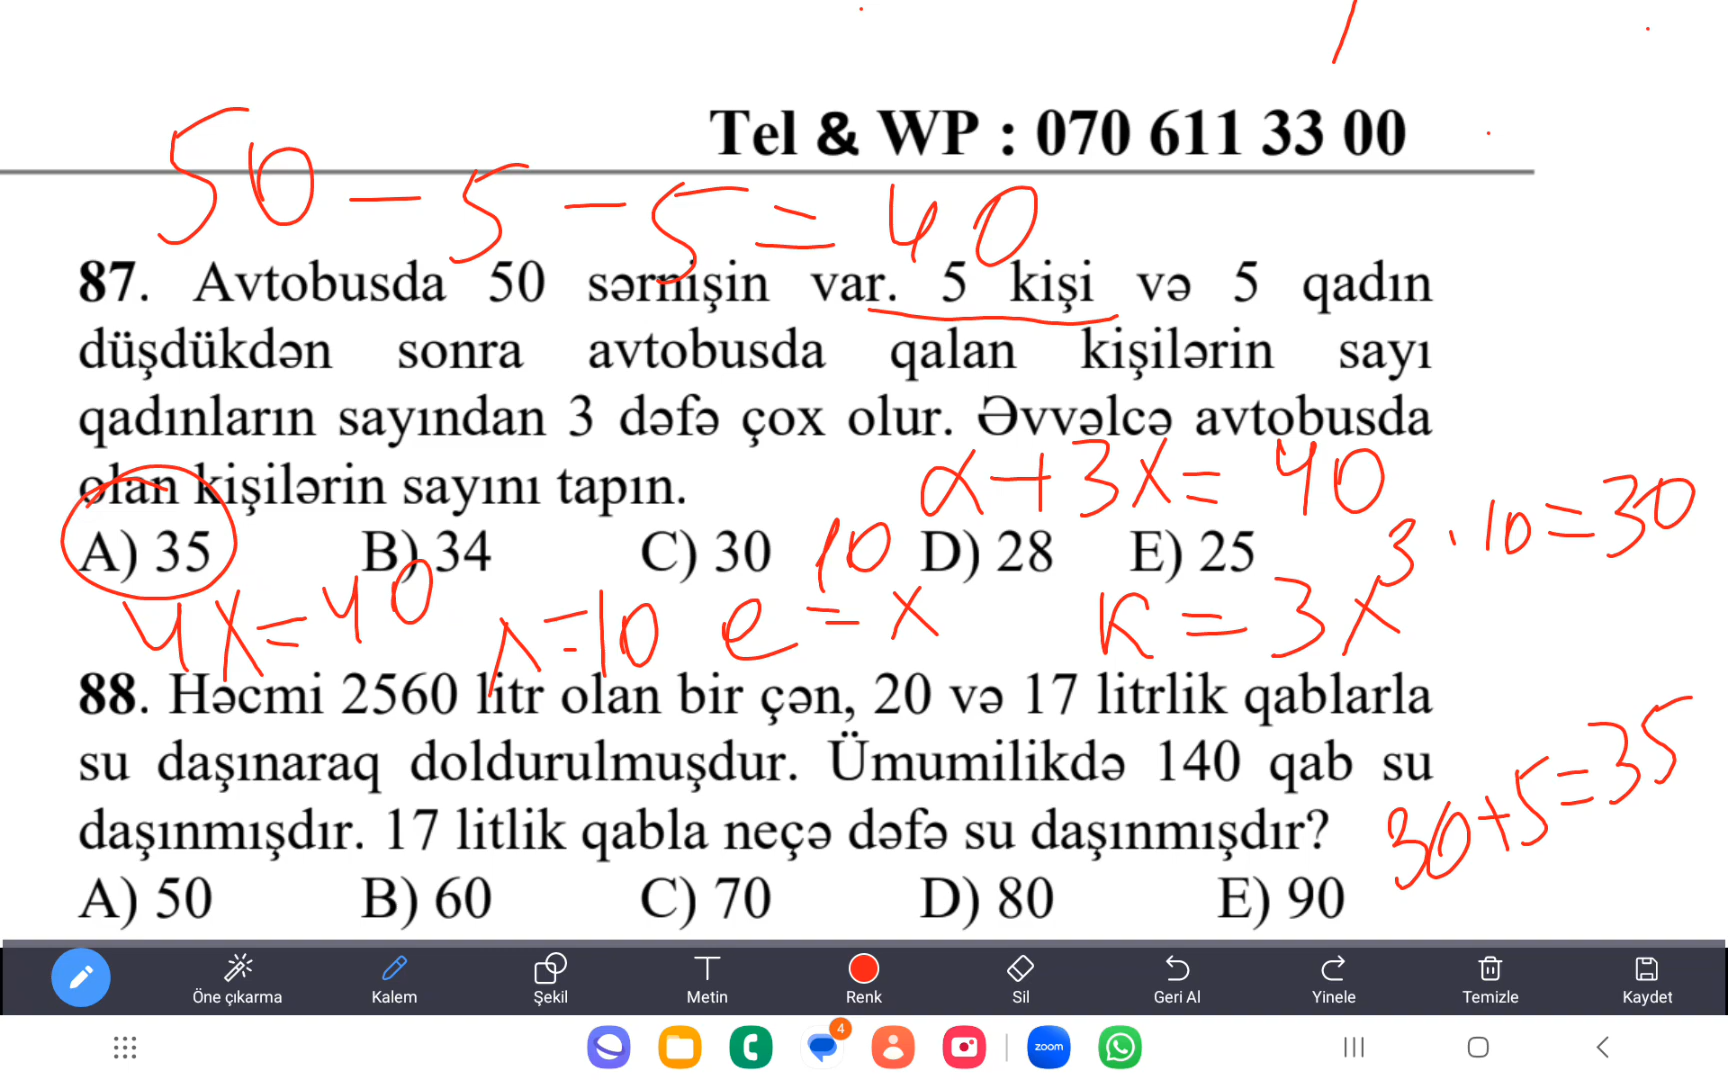 Tel & WP : 070 611 33 00
50 - 5 - 5 = 40
87. Avtobusda 50 sərnişin var. 5 kişi və 5 qadın
düşdükdən sonra avtobusda qalan kişilərin sayı
qadınların sayından 3 dəfə çox olur. Əvvəlcə avtobusda
olan kişilərin sayını tapın.
x+3x=40
3·10=30
A) 35 B) 34 C) 30 D) 28 E) 25
10
4x=40 x=10 e=x K=3x
88. Həcmi 2560 litr olan bir çən, 20 və 17 litrlik qablarla
su daşınaraq doldurulmuşdur. Ümumilikdə 140 qab su
daşınmışdır. 17 litlik qabla neçə dəfə su daşınmışdır?
30+5=35
A) 50 B) 60 C) 70 D) 80 E) 90
Öne çıkarma Kalem Şekil Metin Renk Sil Geri Al Yinele Temizle Kaydet
4
zoom